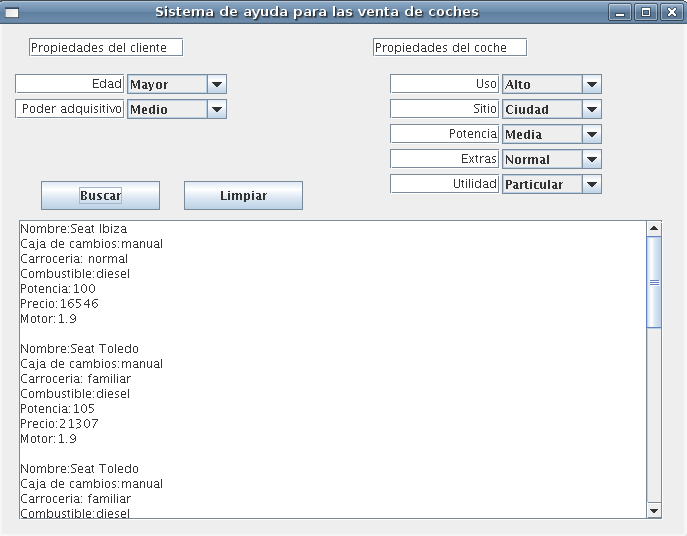 Sistema de ayuda para las venta de coches
Propiedades del cliente
Propiedades del coche
Edad Mayor
Poder adquisitivo Medio
Uso Alto
Sitio Ciudad
Potencia Media
Extras Normal
Utilidad Particular
Buscar
Limpiar
Nombre:Seat Ibiza
Caja de cambios:manual
Carroceria: normal
Combustible:diesel
Potencia:100
Precio:16546
Motor:1.9
Nombre:Seat Toledo
Caja de cambios:manual
Carroceria: familiar
Combustible:diesel
Potencia:105
Precio:21307
Motor:1.9
Nombre:Seat Toledo
Caja de cambios:manual
Carroceria: familiar
Combustible:diesel